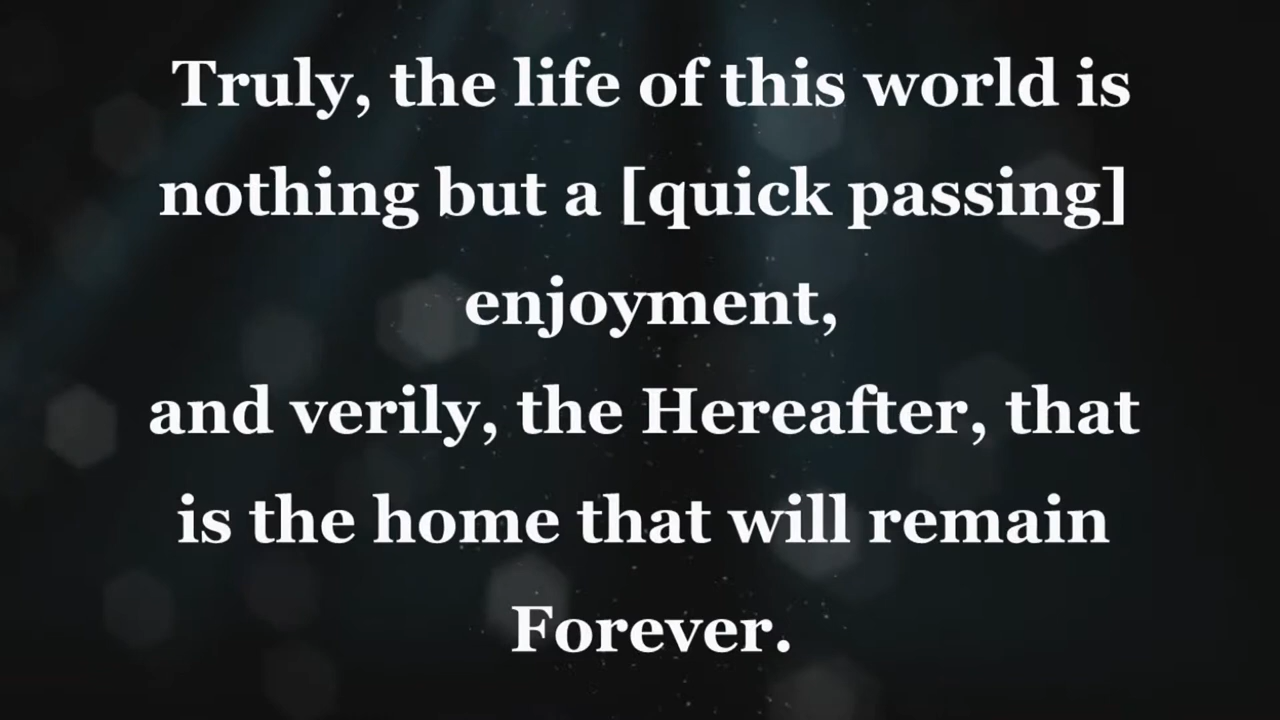 Truly, the life of this world is
nothing but a [quick passing]
enjoyment,
and verily, the Hereafter, that
is the home that will remain
Forever.